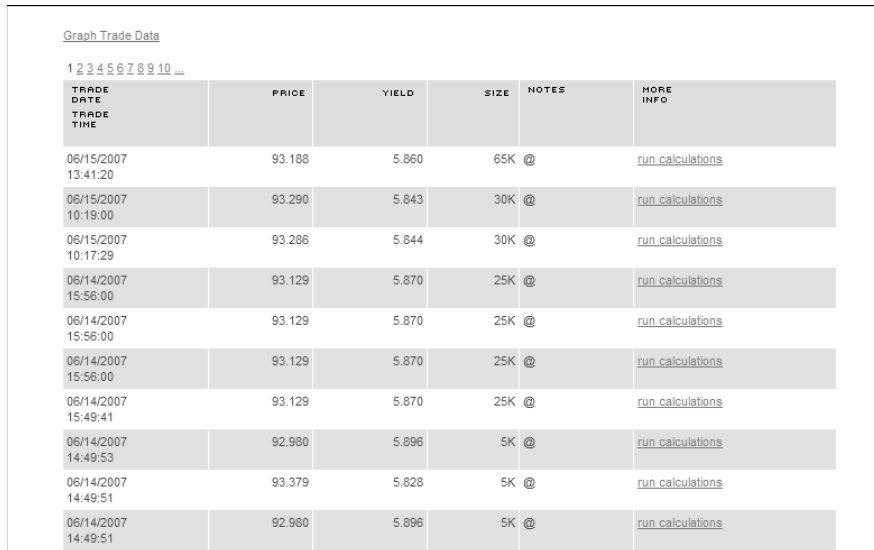 Graph Trade Data
1 2 3 4 5 6 7 8 9 10 ...
TRADE DATE TRADE TIME PRICE YIELD SIZE NOTES MORE INFO
06/15/2007 93.188 5.860 65K @ run calculations
13:41:20
06/15/2007 93.290 5.843 30K @ run calculations
10:19:00
06/15/2007 93.286 5.844 30K @ run calculations
10:17:29
06/14/2007 93.129 5.870 25K @ run calculations
15:56:00
06/14/2007 93.129 5.870 25K @ run calculations
15:56:00
06/14/2007 93.129 5.870 25K @ run calculations
15:56:00
06/14/2007 93.129 5.870 25K @ run calculations
15:49:41
06/14/2007 92.980 5.896 5K @ run calculations
14:49:53
06/14/2007 93.379 5.828 5K @ run calculations
14:49:51
06/14/2007 92.980 5.896 5K @ run calculations
14:49:51